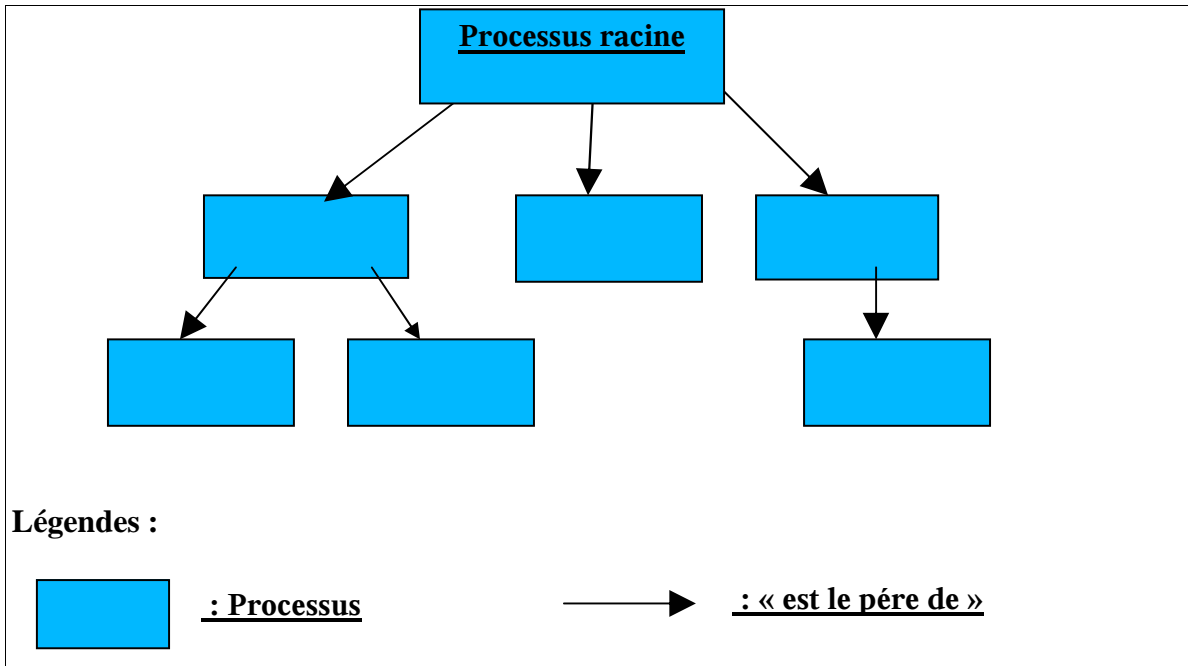 Processus racine
Légendes :
: Processus
: « est le pére de »